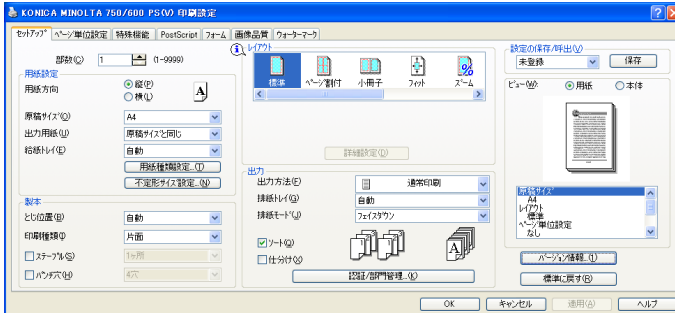 KONICA MINOLTA 750/600 PS(V) 印刷設定
セットアップ ページ単位設定 特殊機能 PostScript フォーム 画像品質 ウォーターマーク
部数(C) 1 (1-9999)
用紙設定
用紙方向 縦(P)
横(L)
A
原稿サイズ(O) A4
出力用紙(U) 原稿サイズと同じ
給紙トレイ(E) 自動
用紙種類設定...(T)
不定形サイズ設定...(N)
製本
とじ位置(B) 自動
印刷種類(I) 片面
ステープル(S) 1ヶ所
パンチ穴(H) 4穴
レイアウト
標準 ページ割付 小冊子 フィット ズーム
詳細設定(D)
出力
出力方法(F) 通常印刷
排紙トレイ(G) 自動
排紙モード(J) フェイスダウン
ソート(Q)
仕分け(X)
A
認証/部門管理...(K)
設定の保存/呼出(V)
未登録 保存
ビュー(W): 用紙 本体
原稿サイズ
A4
レイアウト
標準
ページ単位設定
なし
バージョン情報...(1)
標準に戻す(R)
OK キャンセル 適用(A) ヘルプ